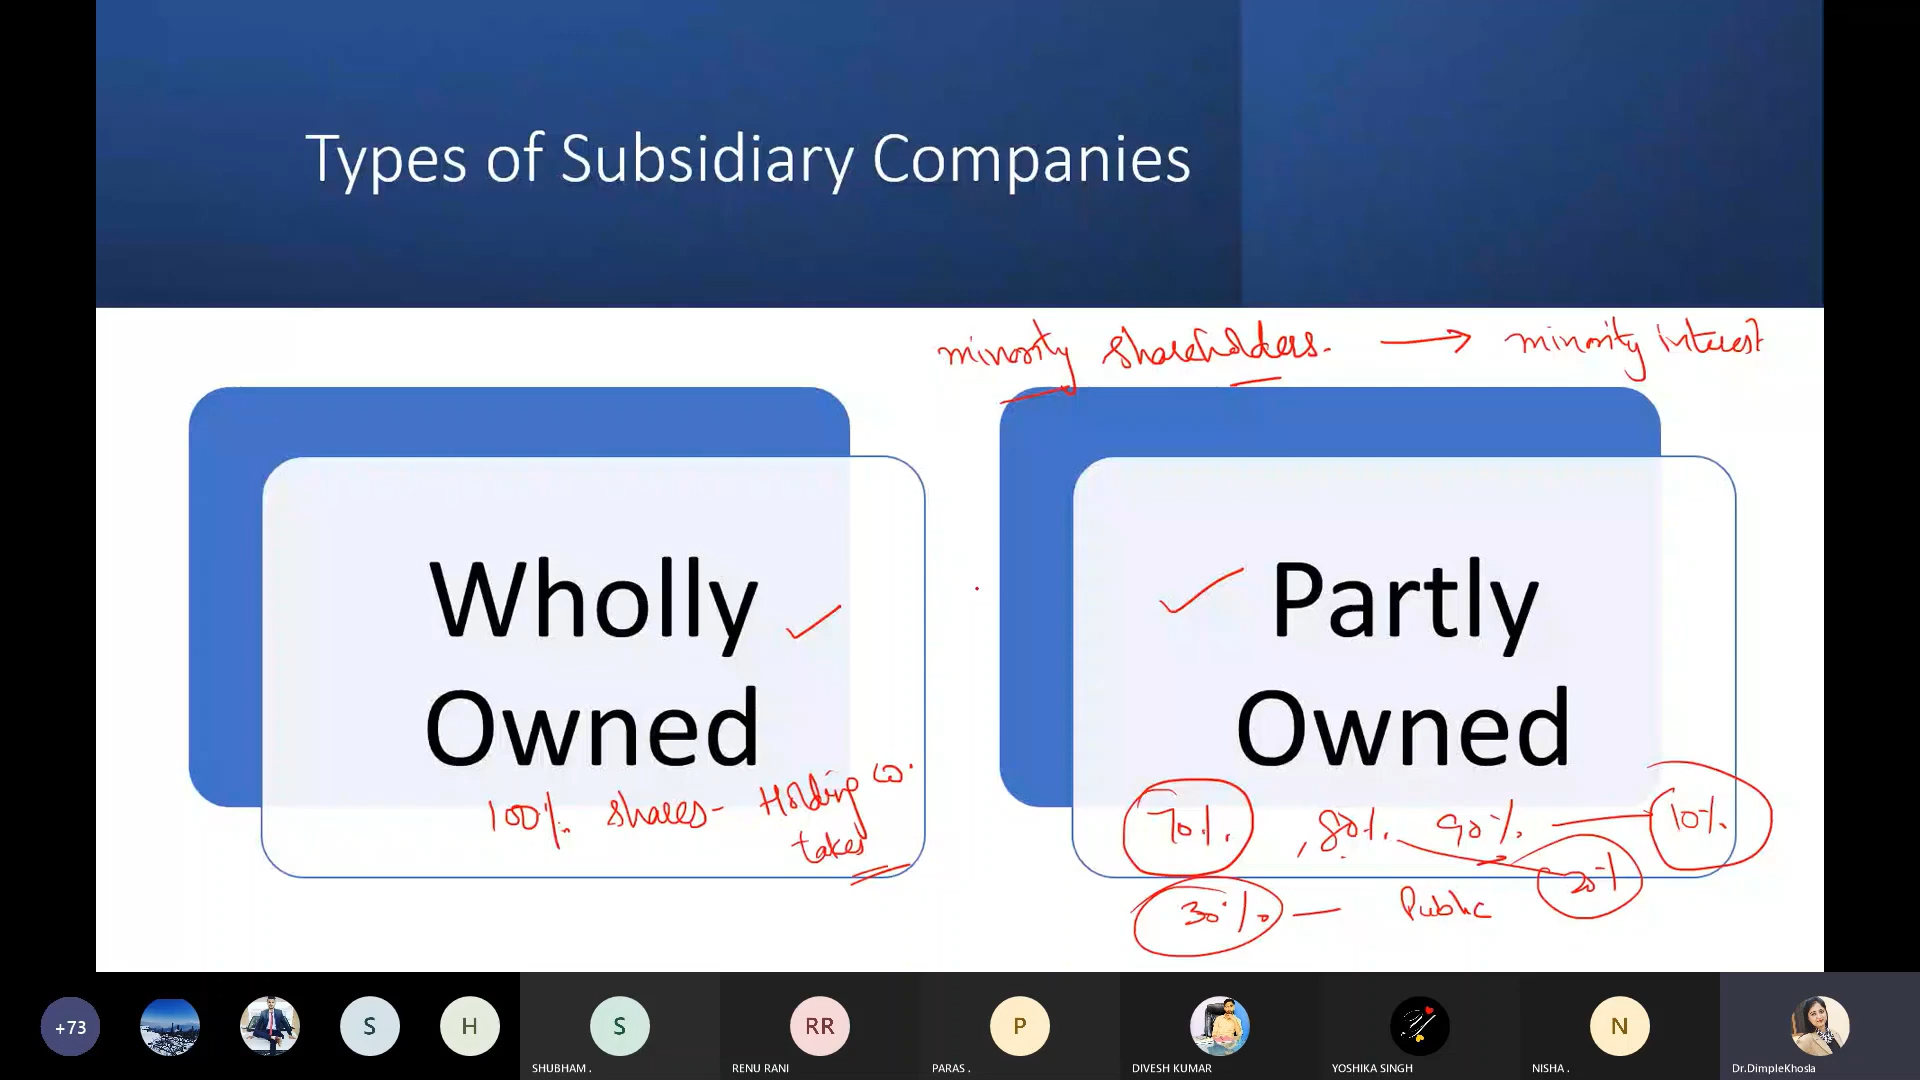 Types of Subsidiary Companies
minority shareholders. → minority interest
Wholly
Owned
100% shares- Holding co.
takes
Partly
Owned
70%, 80%, 90% — 10%
20%
30% — Public
+73
S
H
S
RR
P
N
SHUBHAM .
RENU RANI
PARAS .
DIVESH KUMAR
YOSHIKA SINGH
NISHA .
Dr.DimpleKhosla